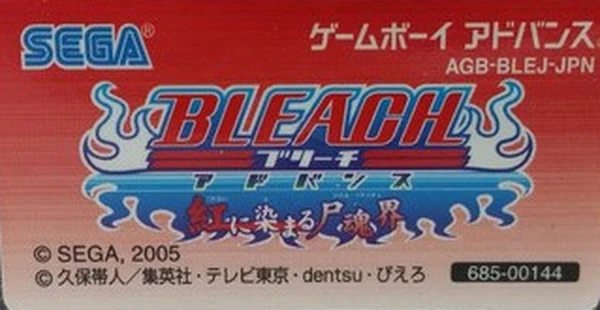 SEGA®
ゲームボーイ アドバンス
AGB-BLEJ-JPN
BLEACH
ブリーチ
アドバンス
紅に染まる尸魂界
© SEGA, 2005
© 久保帯人／集英社・テレビ東京・dentsu・ぴえろ
685-00144